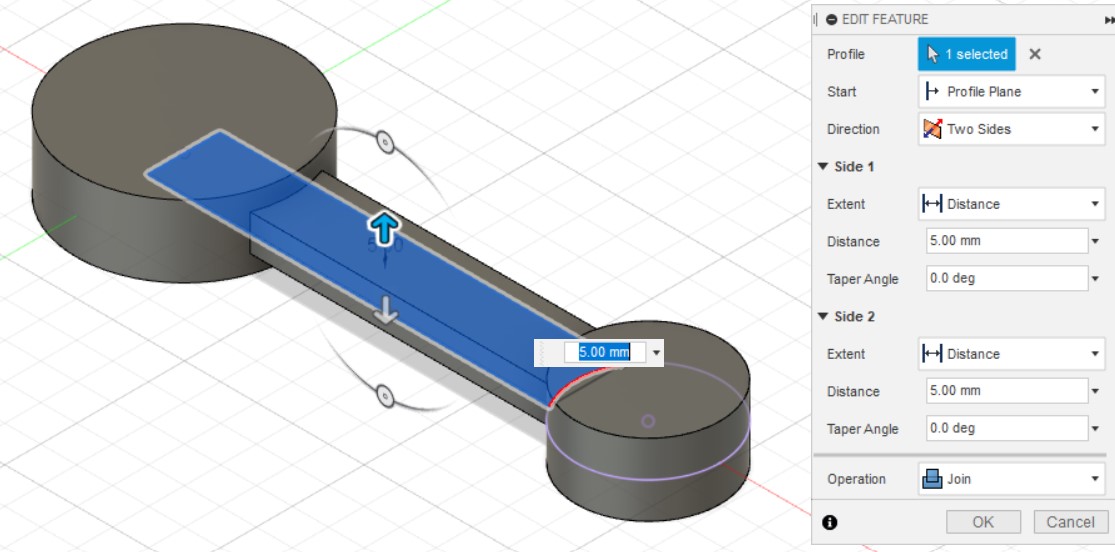 EDIT FEATURE
Profile 1 selected
Start Profile Plane
Direction Two Sides
Side 1
Extent Distance
Distance 5.00 mm
Taper Angle 0.0 deg
Side 2
Extent Distance
Distance 5.00 mm
Taper Angle 0.0 deg
Operation Join
OK Cancel
5.00 mm